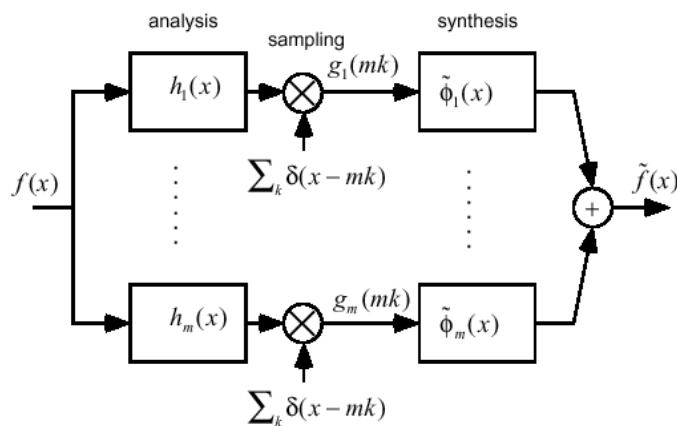 analysis
sampling
synthesis
h₁(x)
g₁(mk)
φ̃₁(x)
∑ₖ δ(x − mk)
f(x)
f̃(x)
+
hₘ(x)
gₘ(mk)
φ̃ₘ(x)
∑ₖ δ(x − mk)